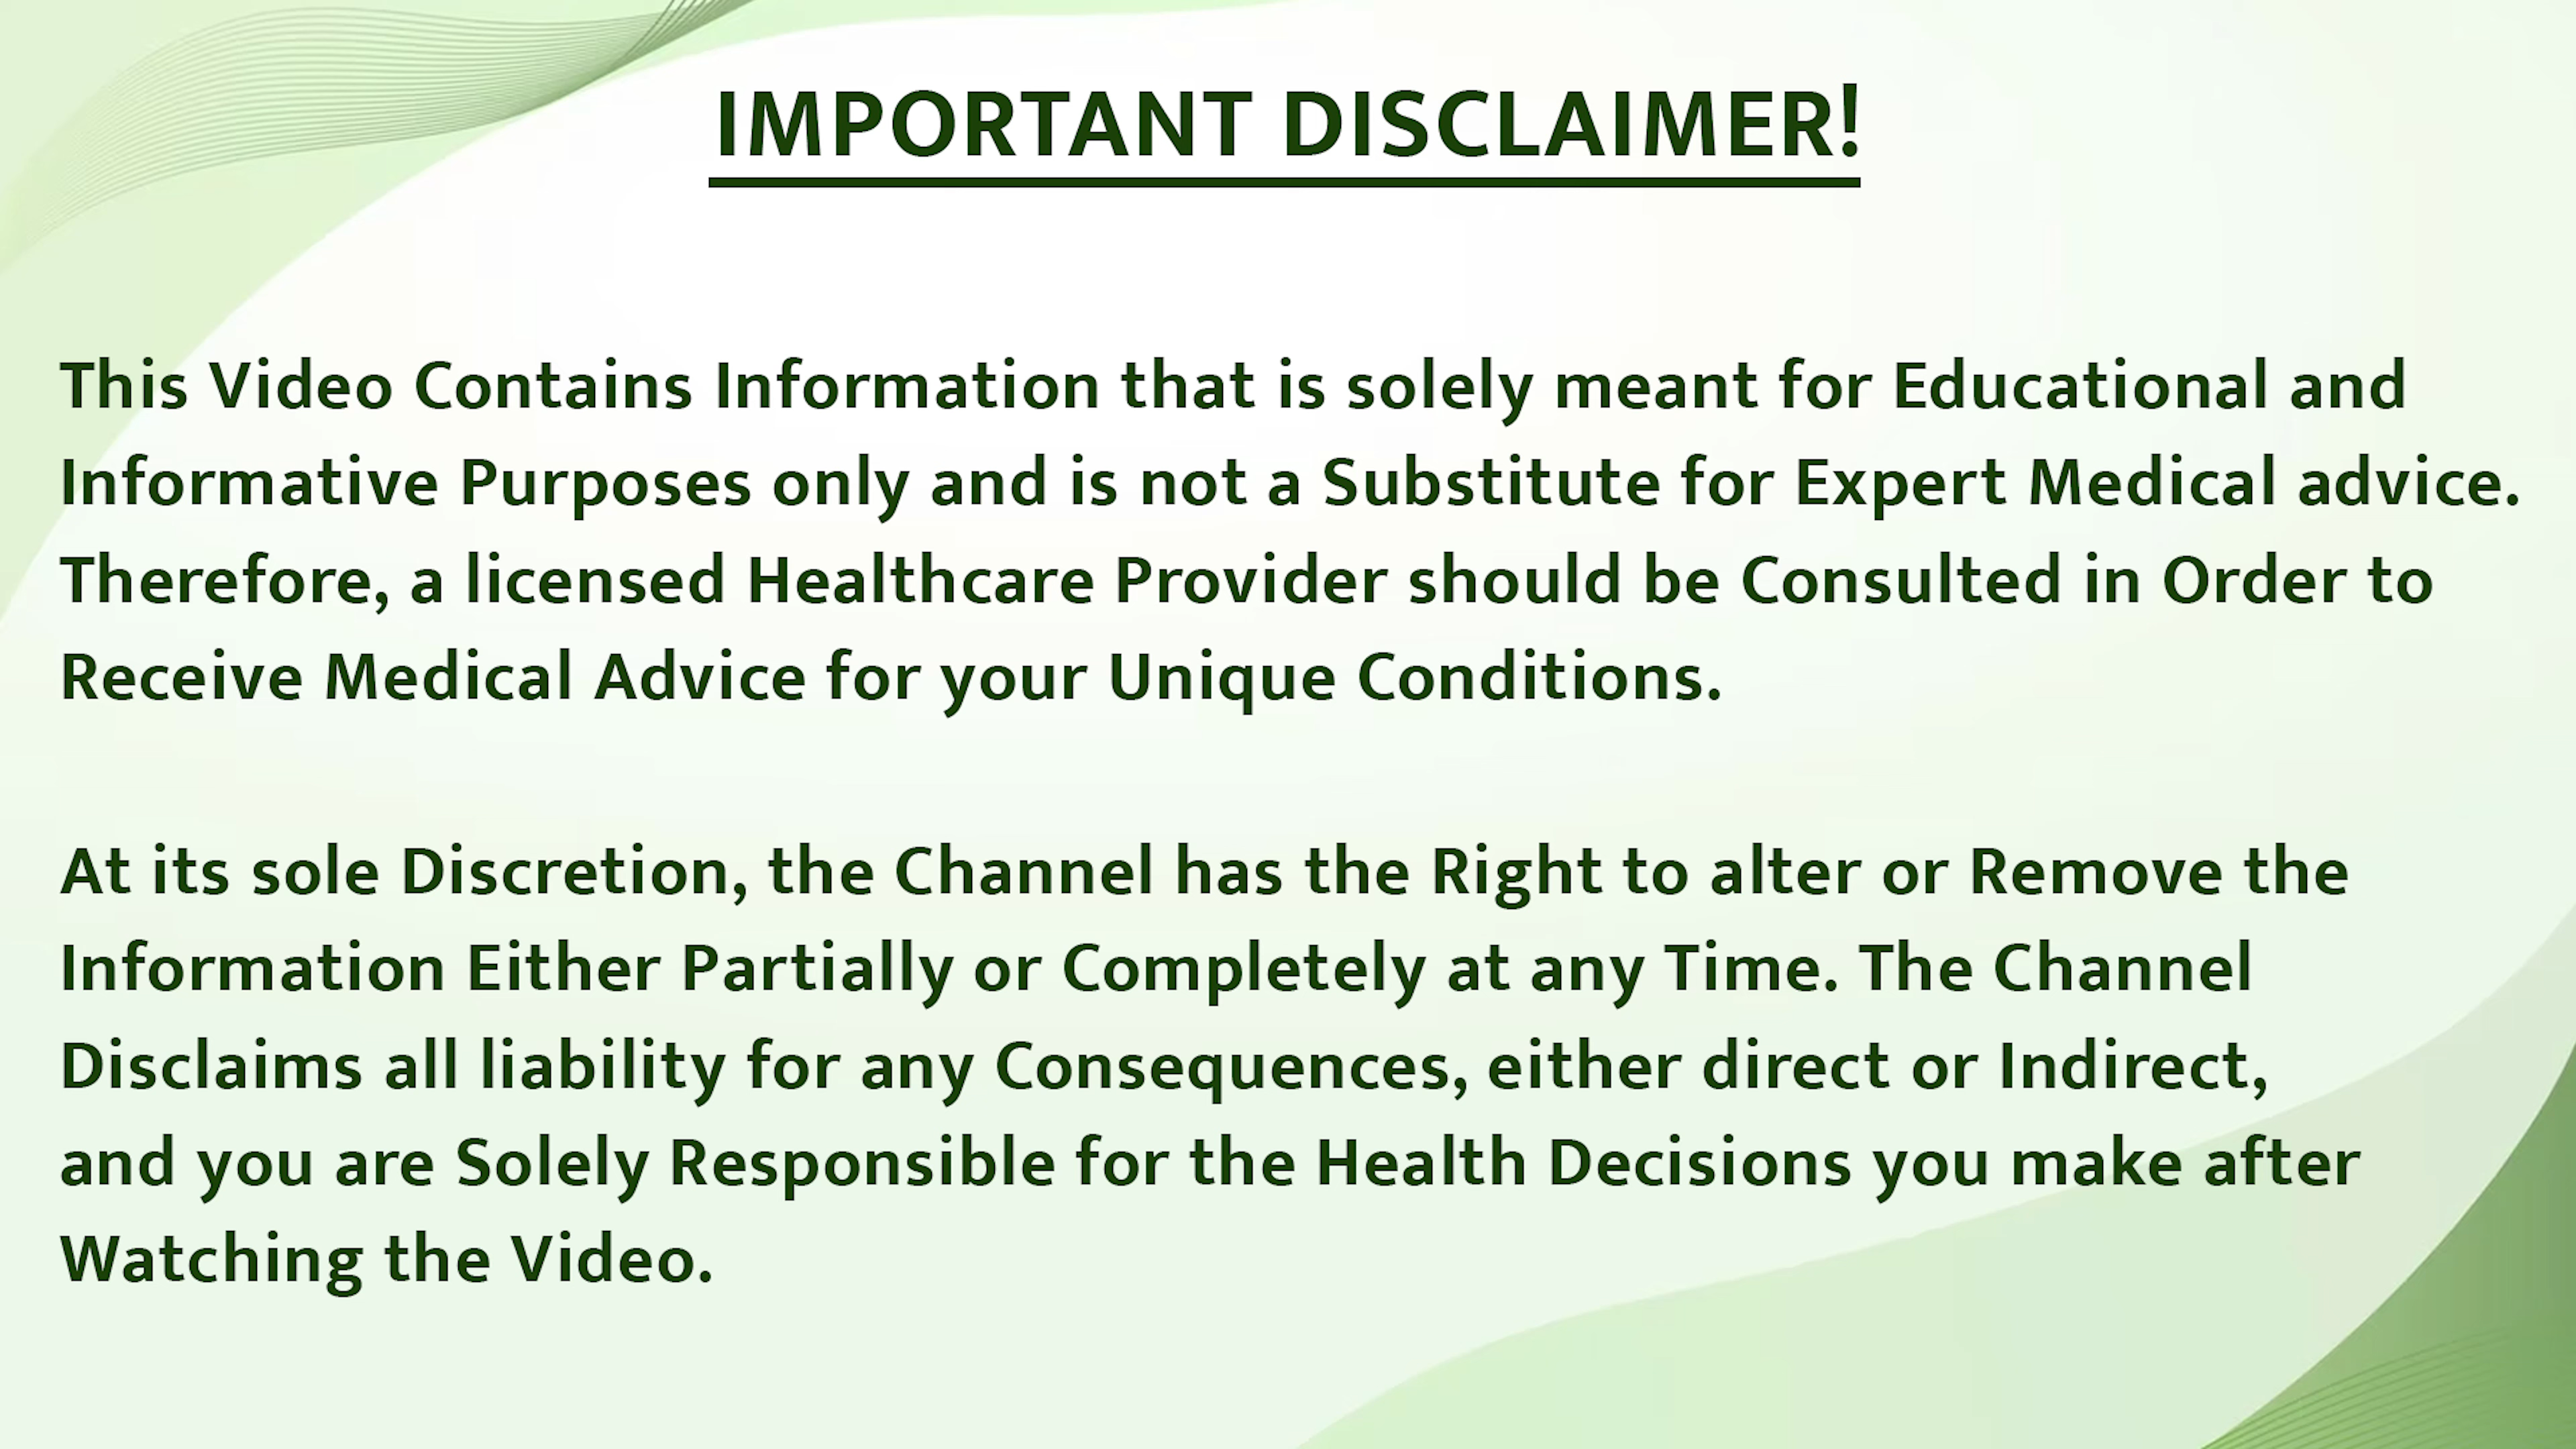 IMPORTANT DISCLAIMER!
This Video Contains Information that is solely meant for Educational and
Informative Purposes only and is not a Substitute for Expert Medical advice.
Therefore, a licensed Healthcare Provider should be Consulted in Order to
Receive Medical Advice for your Unique Conditions.
At its sole Discretion, the Channel has the Right to alter or Remove the
Information Either Partially or Completely at any Time. The Channel
Disclaims all liability for any Consequences, either direct or Indirect,
and you are Solely Responsible for the Health Decisions you make after
Watching the Video.